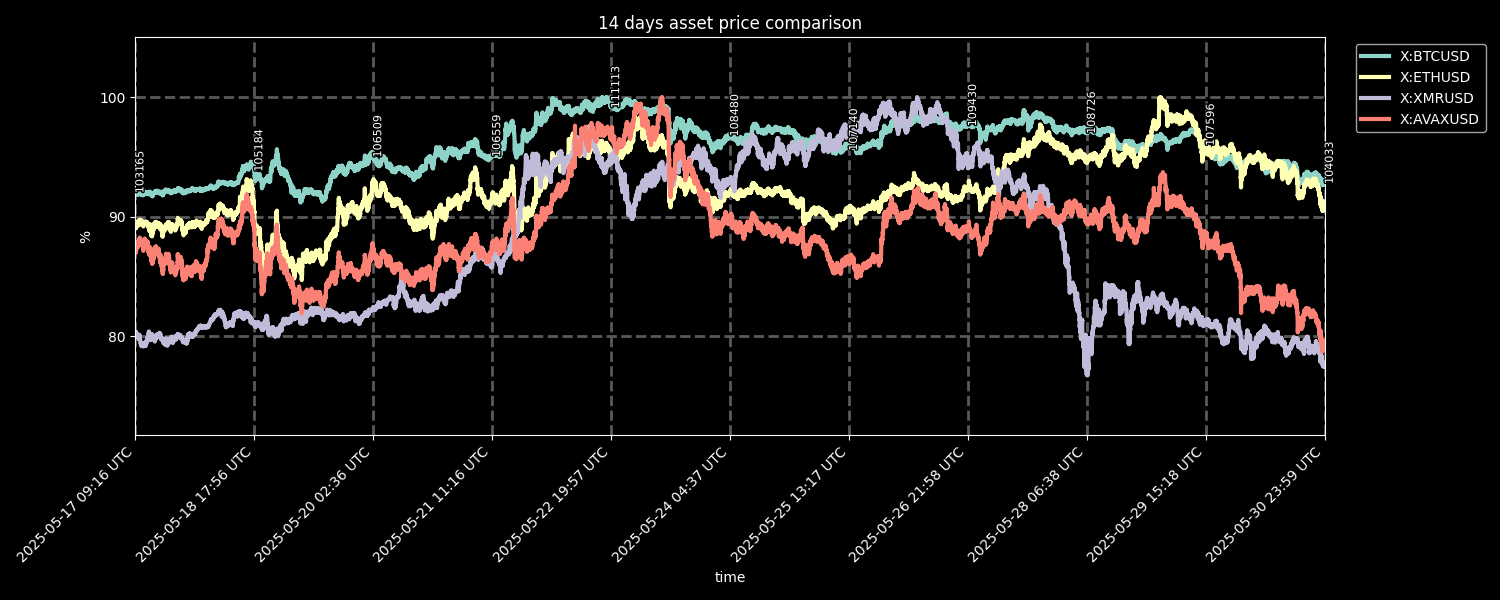 14 days asset price comparison
X:BTCUSD
X:ETHUSD
X:XMRUSD
X:AVAXUSD
100
90
80
%
103165
105184
106509
106559
111113
108480
107140
109430
108726
107596
104033
2025-05-17 09:16 UTC
2025-05-18 17:56 UTC
2025-05-20 02:36 UTC
2025-05-21 11:16 UTC
2025-05-22 19:57 UTC
2025-05-24 04:37 UTC
2025-05-25 13:17 UTC
2025-05-26 21:58 UTC
2025-05-28 06:38 UTC
2025-05-29 15:18 UTC
2025-05-30 23:59 UTC
time